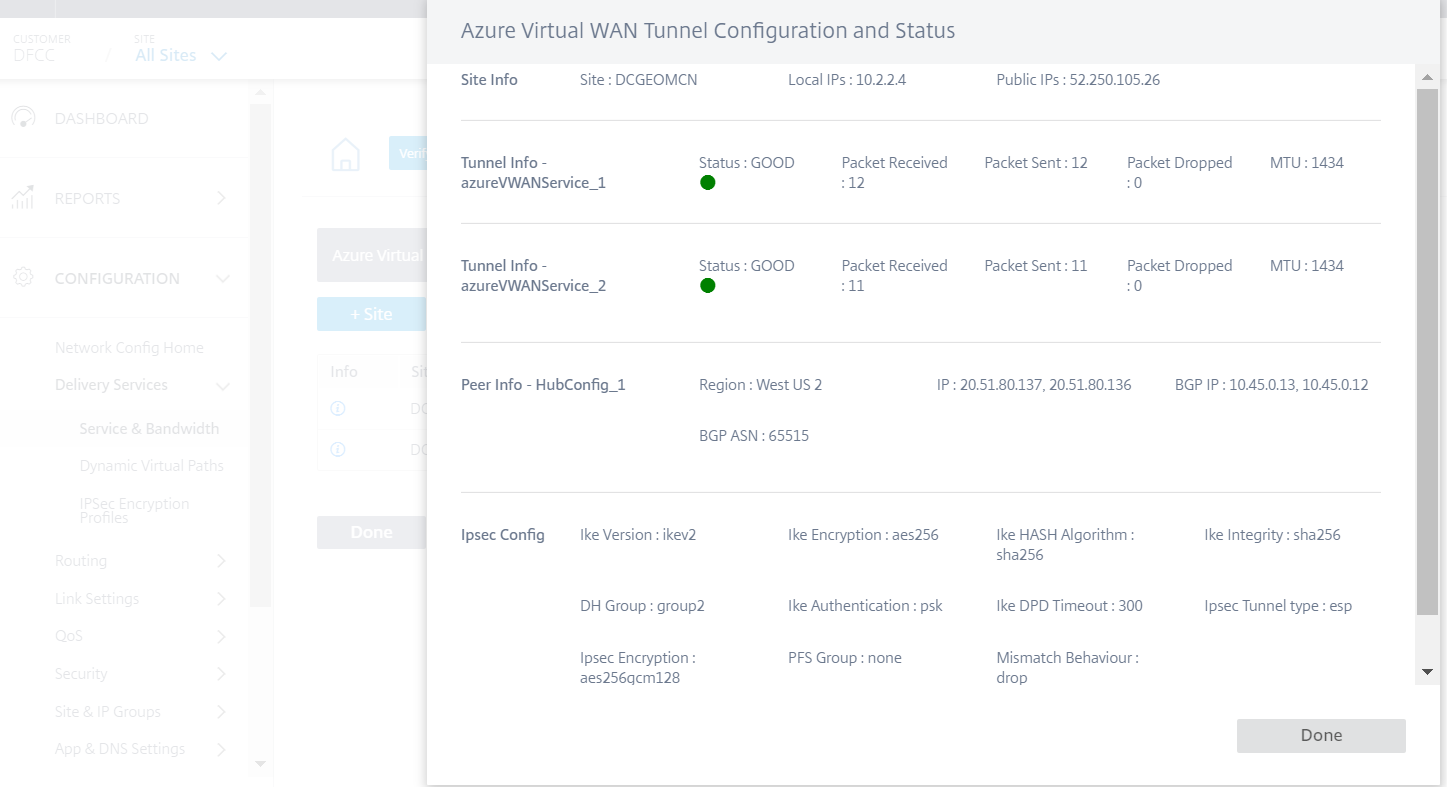 CUSTOMER
DFCC
/
SITE
All Sites
DASHBOARD
REPORTS
CONFIGURATION
Network Config Home
Delivery Services
Service & Bandwidth
Dynamic Virtual Paths
IPSec Encryption
Profiles
Routing
Link Settings
QoS
Security
Site & IP Groups
App & DNS Settings
Verif
Azure Virtual
+ Site
Info
Sit
DC
DC
Done
Azure Virtual WAN Tunnel Configuration and Status
Site Info
Site : DCGEOMCN
Local IPs : 10.2.2.4
Public IPs : 52.250.105.26
Tunnel Info -
azureVWANService_1
Status : GOOD
Packet Received
: 12
Packet Sent : 12
Packet Dropped
: 0
MTU : 1434
Tunnel Info -
azureVWANService_2
Status : GOOD
Packet Received
: 11
Packet Sent : 11
Packet Dropped
: 0
MTU : 1434
Peer Info - HubConfig_1
Region : West US 2
IP : 20.51.80.137, 20.51.80.136
BGP IP : 10.45.0.13, 10.45.0.12
BGP ASN : 65515
Ipsec Config
Ike Version : ikev2
Ike Encryption : aes256
Ike HASH Algorithm :
sha256
Ike Integrity : sha256
DH Group : group2
Ike Authentication : psk
Ike DPD Timeout : 300
Ipsec Tunnel type : esp
Ipsec Encryption :
aes256gcm128
PFS Group : none
Mismatch Behaviour :
drop
Done